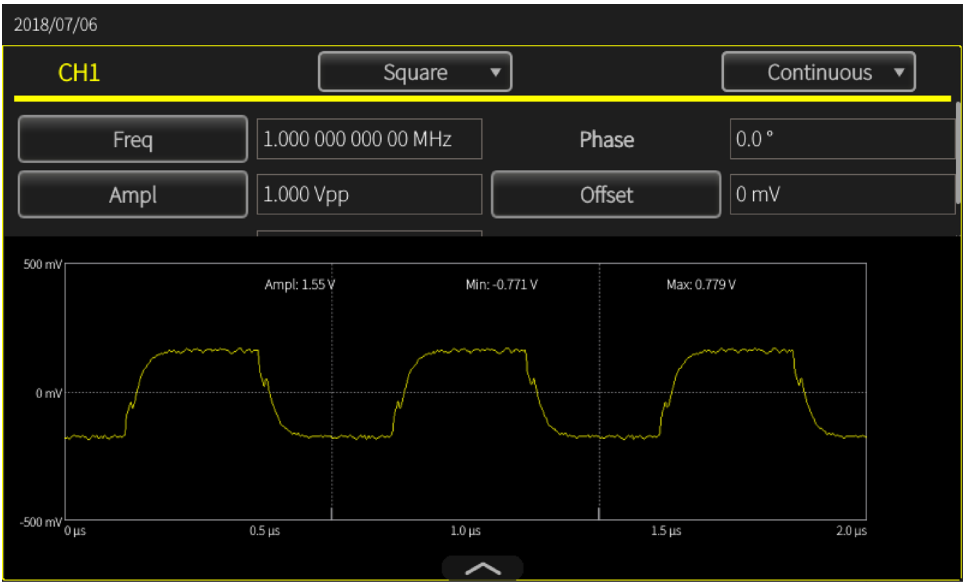 2018/07/06
CH1 Square Continuous
Freq 1.000 000 000 00 MHz Phase 0.0 °
Ampl 1.000 Vpp Offset 0 mV
500 mV
Ampl: 1.55 V Min: -0.771 V Max: 0.779 V
0 mV
-500 mV
0 µs 0.5 µs 1.0 µs 1.5 µs 2.0 µs